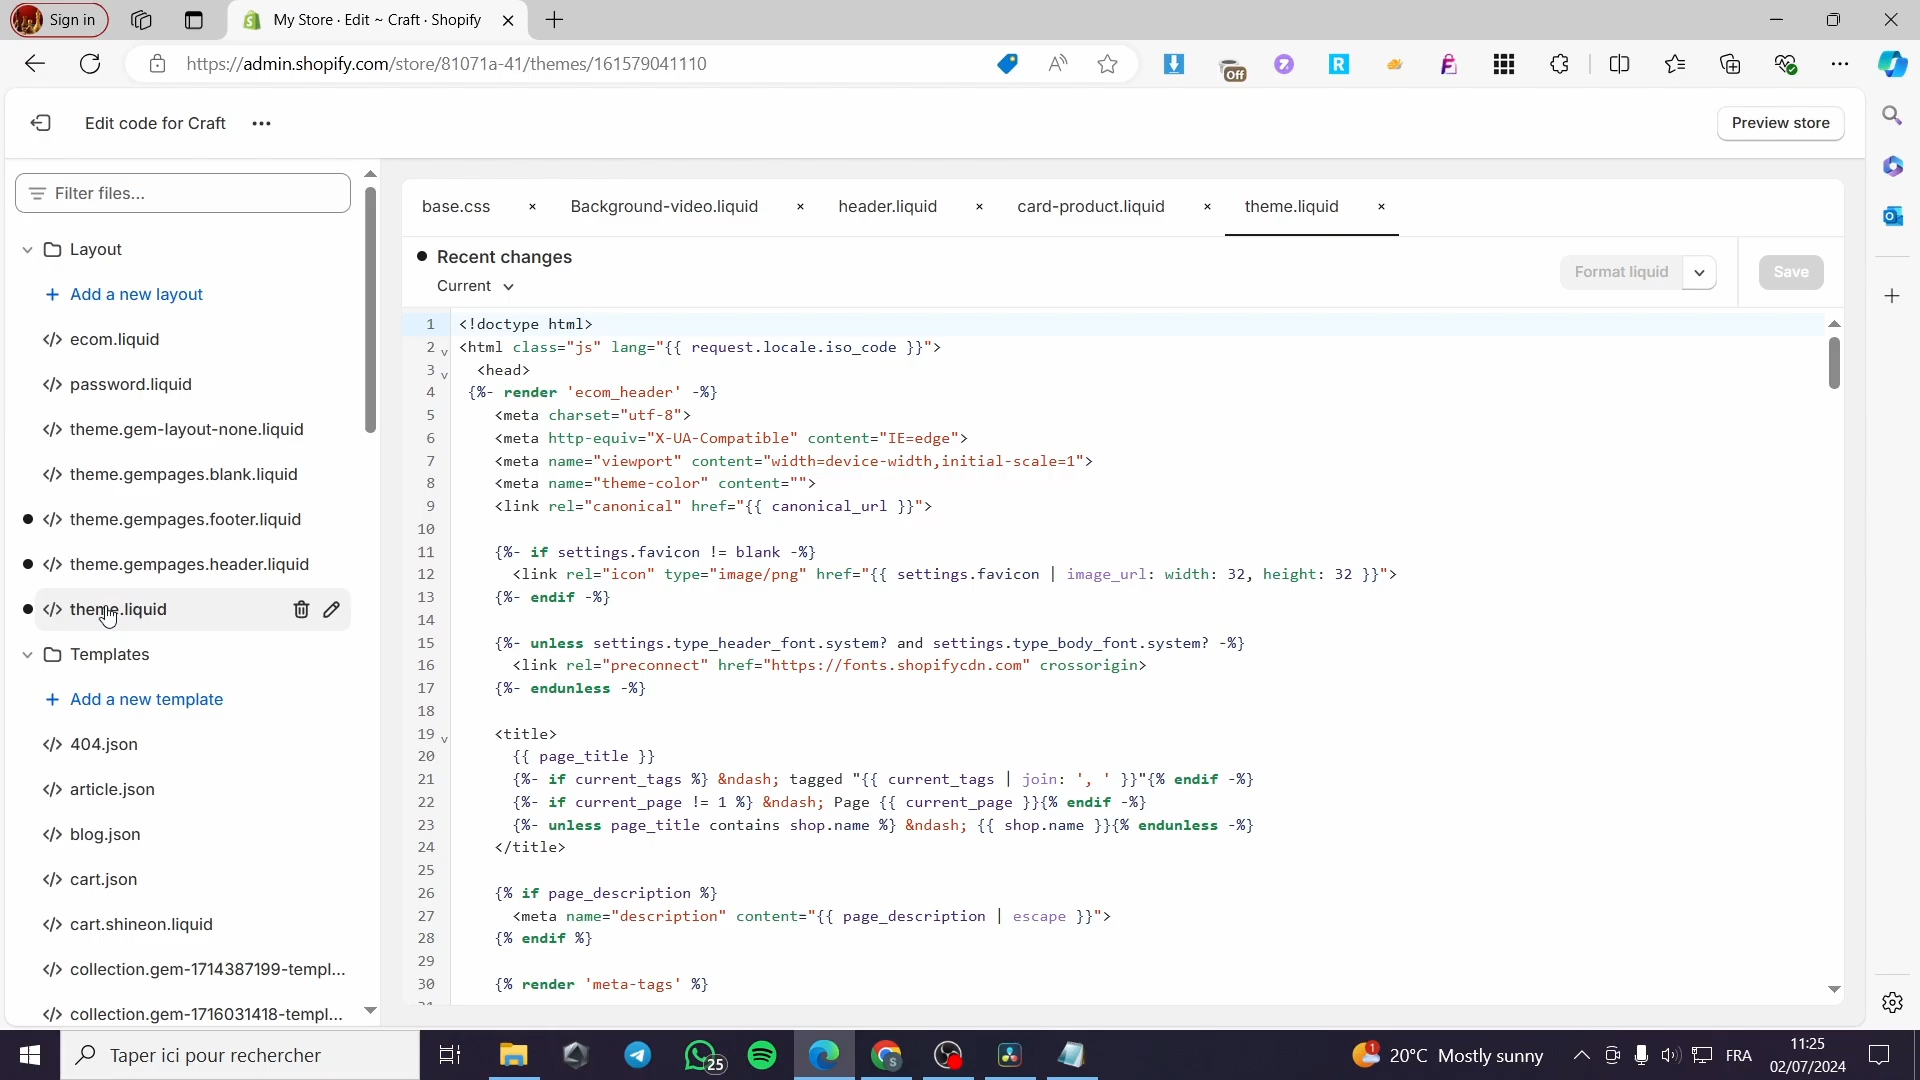 Sign in
My Store · Edit ~ Craft · Shopify
https://admin.shopify.com/store/81071a-41/themes/161579041110
Off
Edit code for Craft
Preview store
Filter files...
Layout
Add a new layout
ecom.liquid
password.liquid
theme.gem-layout-none.liquid
theme.gempages.blank.liquid
theme.gempages.footer.liquid
theme.gempages.header.liquid
theme.liquid
Templates
Add a new template
404.json
article.json
blog.json
cart.json
cart.shineon.liquid
collection.gem-1714387199-templ...
collection.gem-1716031418-templ...
base.css
Background-video.liquid
header.liquid
card-product.liquid
theme.liquid
Recent changes
Current
Format liquid
Save
1 <!doctype html>
2 <html class="js" lang="{{ request.locale.iso_code }}">
3 <head>
4 {%- render 'ecom_header' -%}
5 <meta charset="utf-8">
6 <meta http-equiv="X-UA-Compatible" content="IE=edge">
7 <meta name="viewport" content="width=device-width,initial-scale=1">
8 <meta name="theme-color" content="">
9 <link rel="canonical" href="{{ canonical_url }}">
10
11 {%- if settings.favicon != blank -%}
12 <link rel="icon" type="image/png" href="{{ settings.favicon | image_url: width: 32, height: 32 }}">
13 {%- endif -%}
14
15 {%- unless settings.type_header_font.system? and settings.type_body_font.system? -%}
16 <link rel="preconnect" href="https://fonts.shopifycdn.com" crossorigin>
17 {%- endunless -%}
18
19 <title>
20 {{ page_title }}
21 {%- if current_tags %} &ndash; tagged "{{ current_tags | join: ', ' }}"{% endif -%}
22 {%- if current_page != 1 %} &ndash; Page {{ current_page }}{% endif -%}
23 {%- unless page_title contains shop.name %} &ndash; {{ shop.name }}{% endunless -%}
24 </title>
25
26 {% if page_description %}
27 <meta name="description" content="{{ page_description | escape }}">
28 {% endif %}
29
30 {% render 'meta-tags' %}
Taper ici pour rechercher
25
1
20°C Mostly sunny
FRA
11:25
02/07/2024